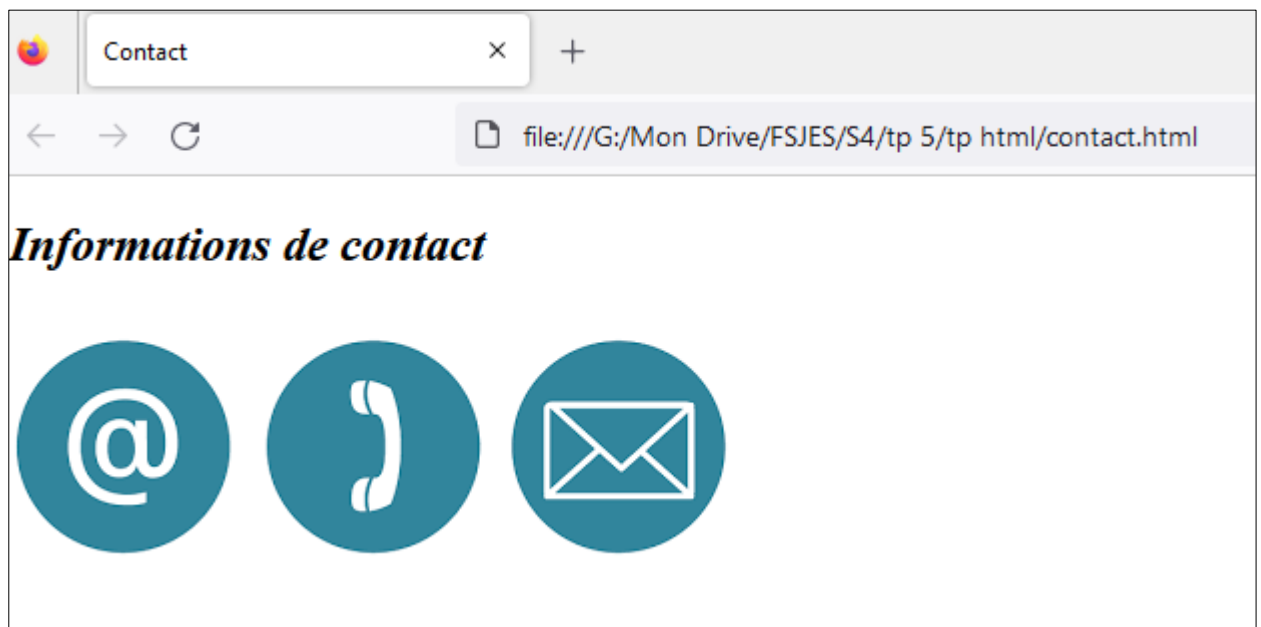 Contact
file:///G:/Mon Drive/FSJES/S4/tp 5/tp html/contact.html
Informations de contact
@